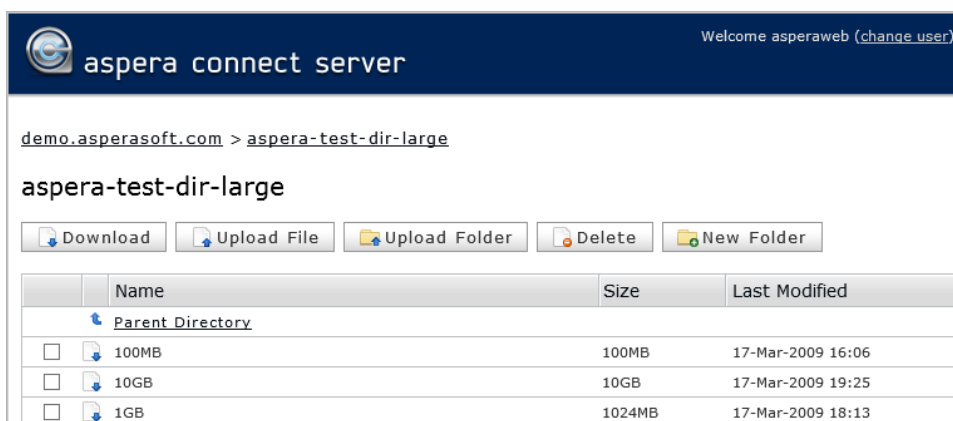 aspera connect server
Welcome asperaweb (change user)
demo.asperasoft.com > aspera-test-dir-large
aspera-test-dir-large
Download Upload File Upload Folder Delete New Folder
Name Size Last Modified
Parent Directory
100MB 100MB 17-Mar-2009 16:06
10GB 10GB 17-Mar-2009 19:25
1GB 1024MB 17-Mar-2009 18:13